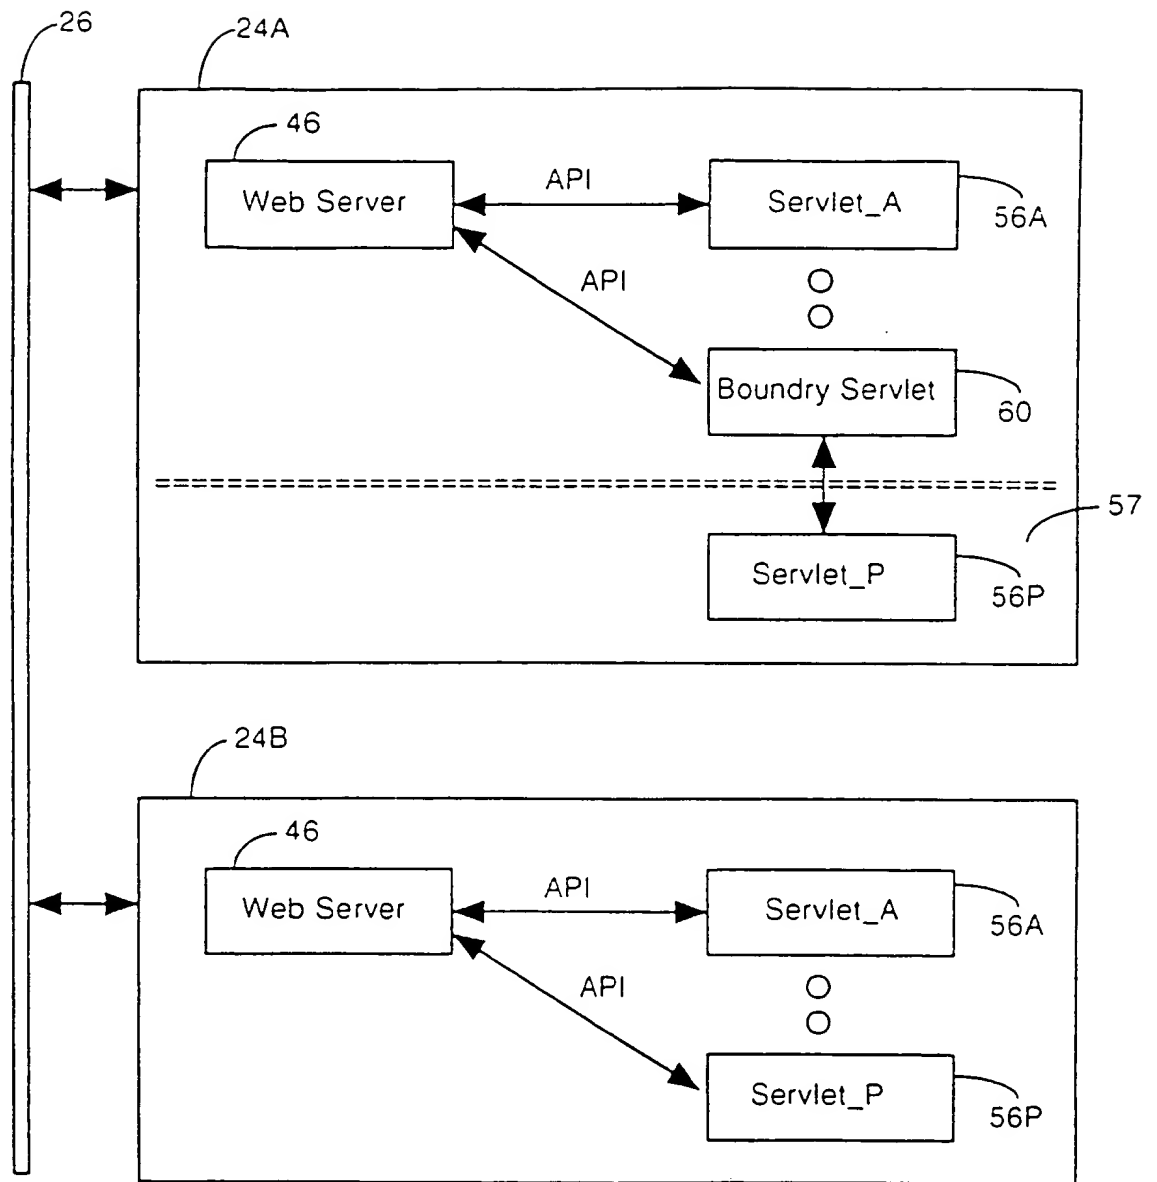 26
24A
46
Web Server
API
Servlet_A
56A
API
Boundry Servlet
60
57
Servlet_P
56P
24B
46
Web Server
API
Servlet_A
56A
API
Servlet_P
56P